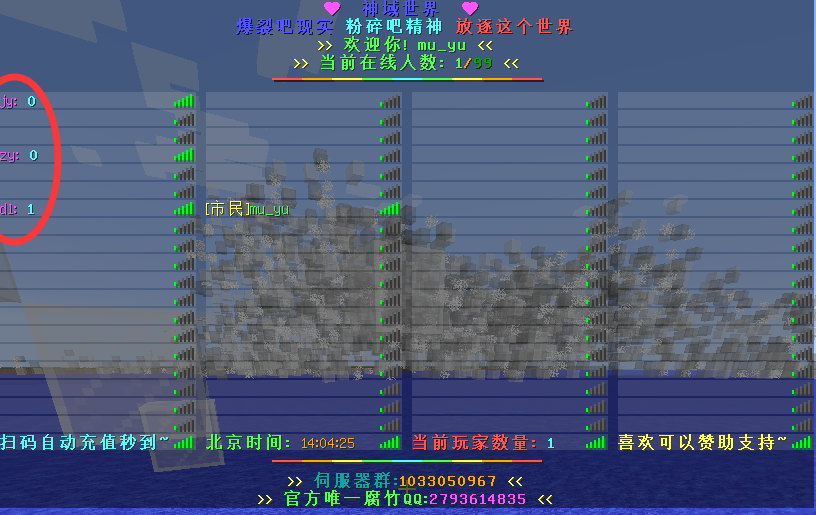 神域世界
爆裂吧现实 粉碎吧精神 放逐这个世界
>> 欢迎你! mu_yu <<
>> 当前在线人数: 1/99 <<
jy: 0
zy: 0
dl: 1 [市民]mu_yu
扫码自动充值秒到~ 北京时间: 14:04:25 当前玩家数量: 1 喜欢可以赞助支持~
>> 伺服器群:1033050967 <<
>> 官方唯一腐竹QQ:2793614835 <<